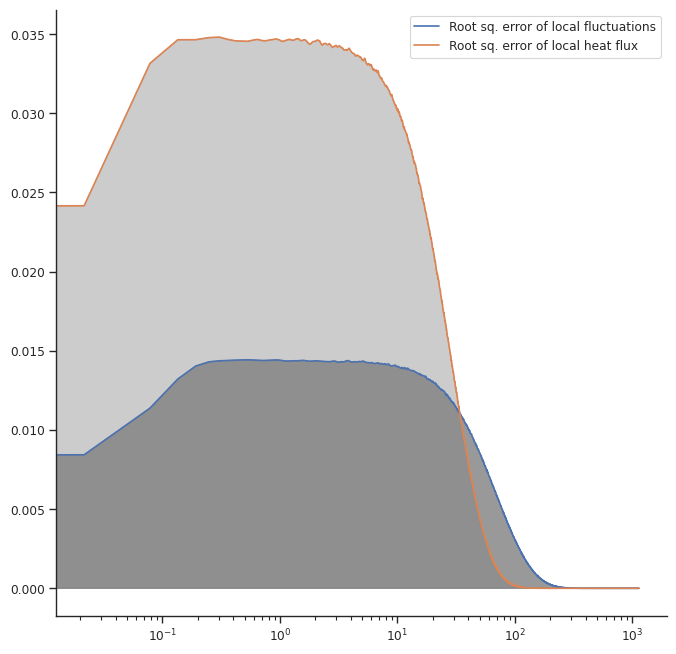 Root sq. error of local fluctuations
Root sq. error of local heat flux
0.035
0.030
0.025
0.020
0.015
0.010
0.005
0.000
10⁻¹ 10⁰ 10¹ 10² 10³